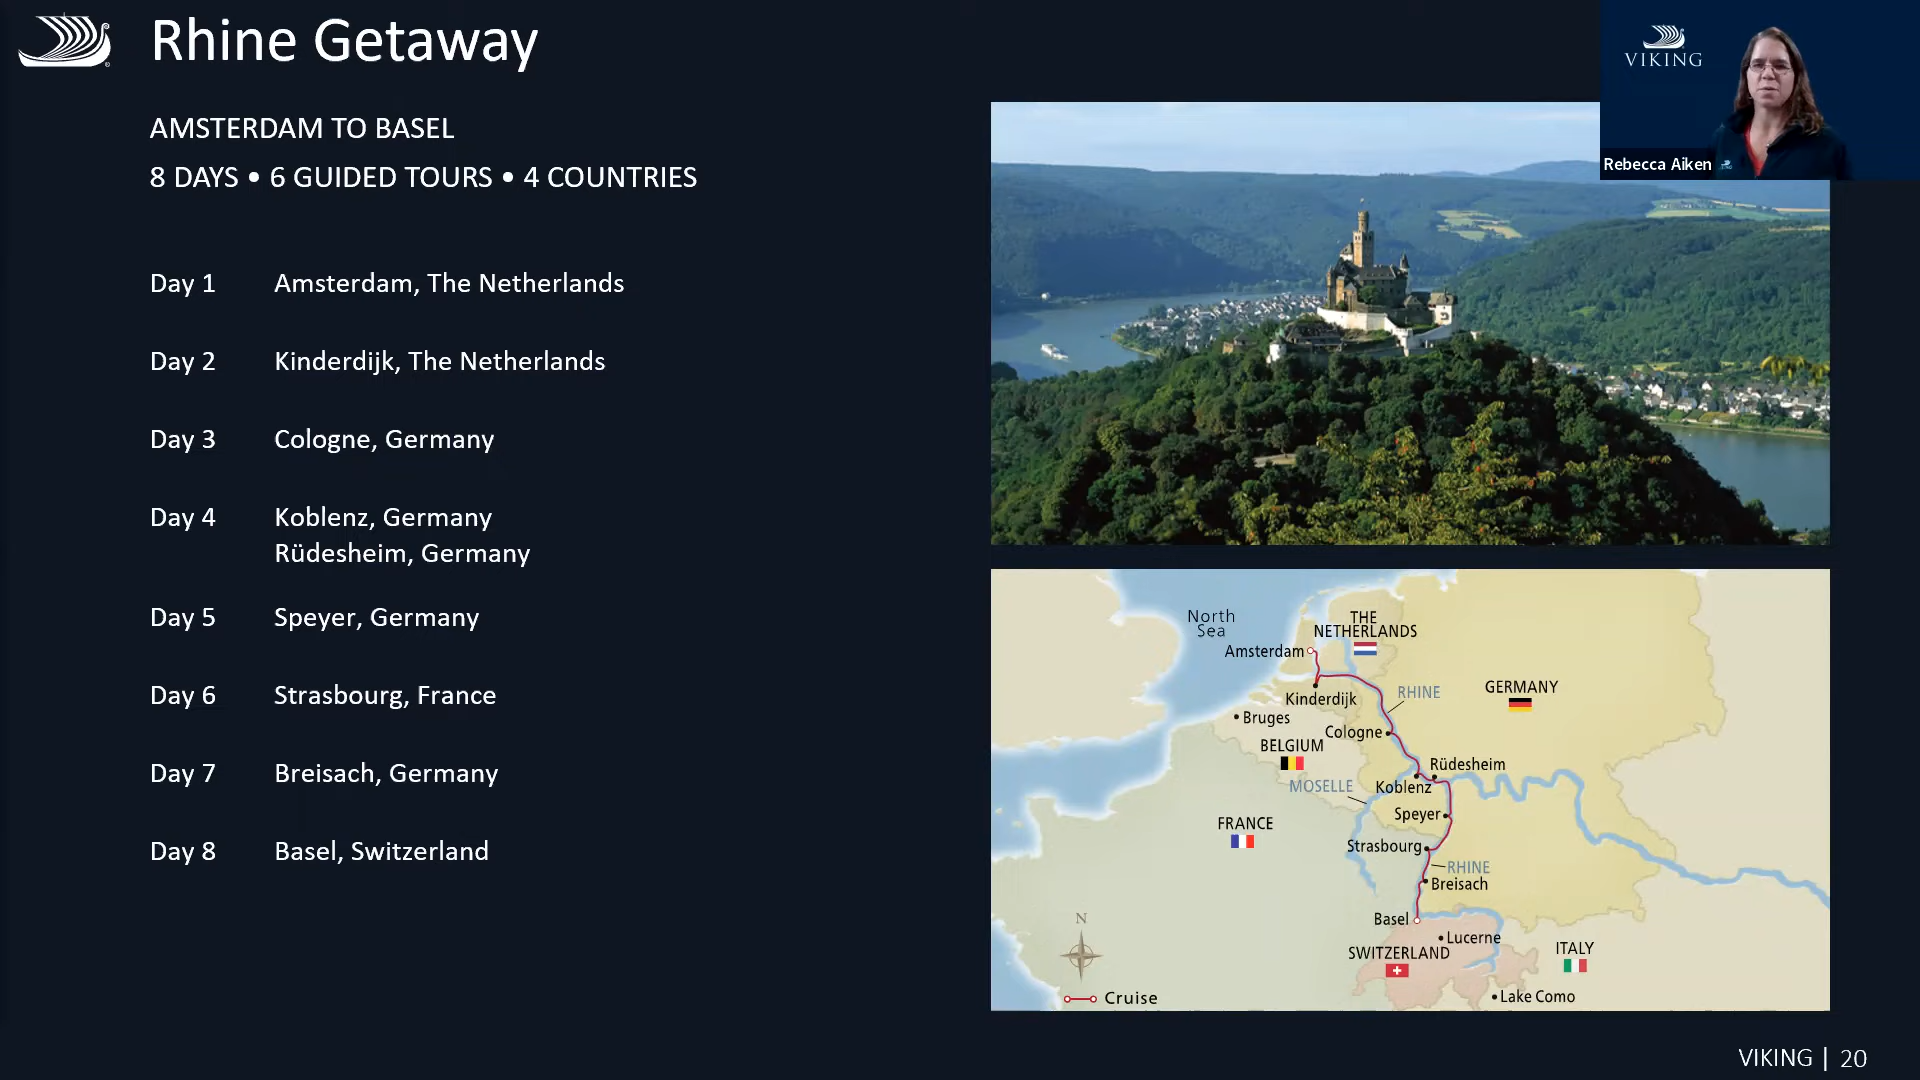 Rhine Getaway
VIKING
Rebecca Aiken
AMSTERDAM TO BASEL
8 DAYS • 6 GUIDED TOURS • 4 COUNTRIES
Day 1 Amsterdam, The Netherlands
Day 2 Kinderdijk, The Netherlands
Day 3 Cologne, Germany
Day 4 Koblenz, Germany
Rüdesheim, Germany
Day 5 Speyer, Germany
Day 6 Strasbourg, France
Day 7 Breisach, Germany
Day 8 Basel, Switzerland
North
Sea
THE
NETHERLANDS
Amsterdam
Kinderdijk
RHINE
GERMANY
Bruges
Cologne
BELGIUM
Rüdesheim
MOSELLE
Koblenz
Speyer
FRANCE
Strasbourg
RHINE
Breisach
Basel
Lucerne
SWITZERLAND
ITALY
Lake Como
N
Cruise
VIKING | 20